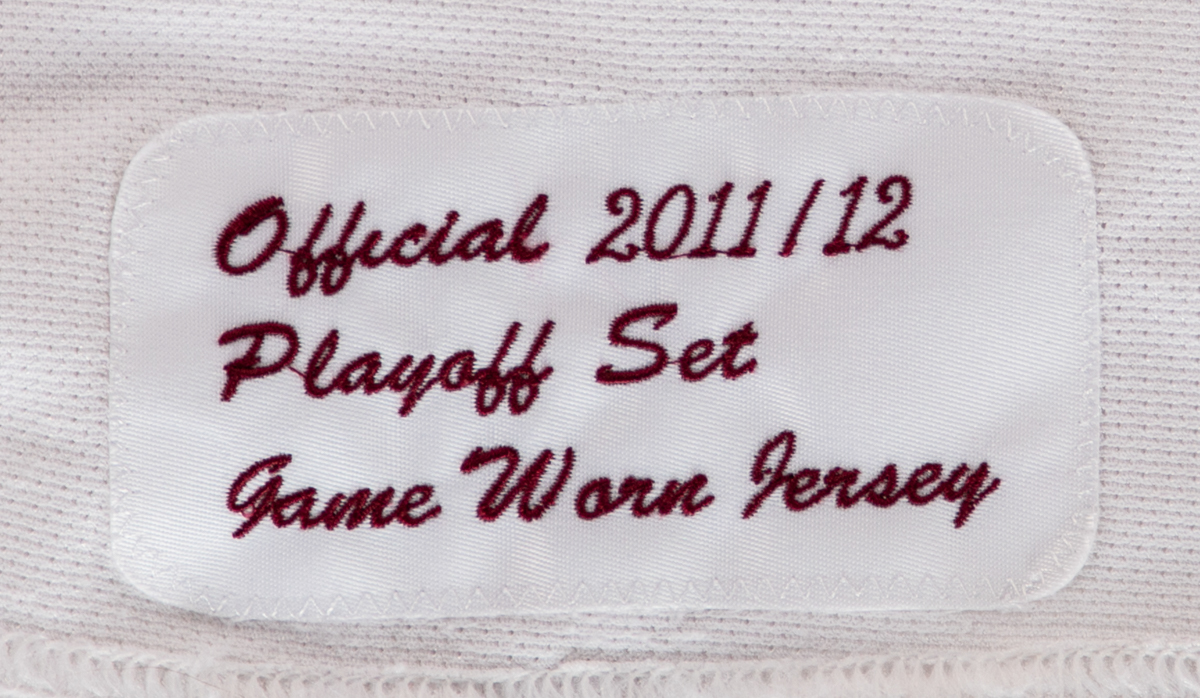 Official 2011/12
Playoff Set
Game Worn Jersey